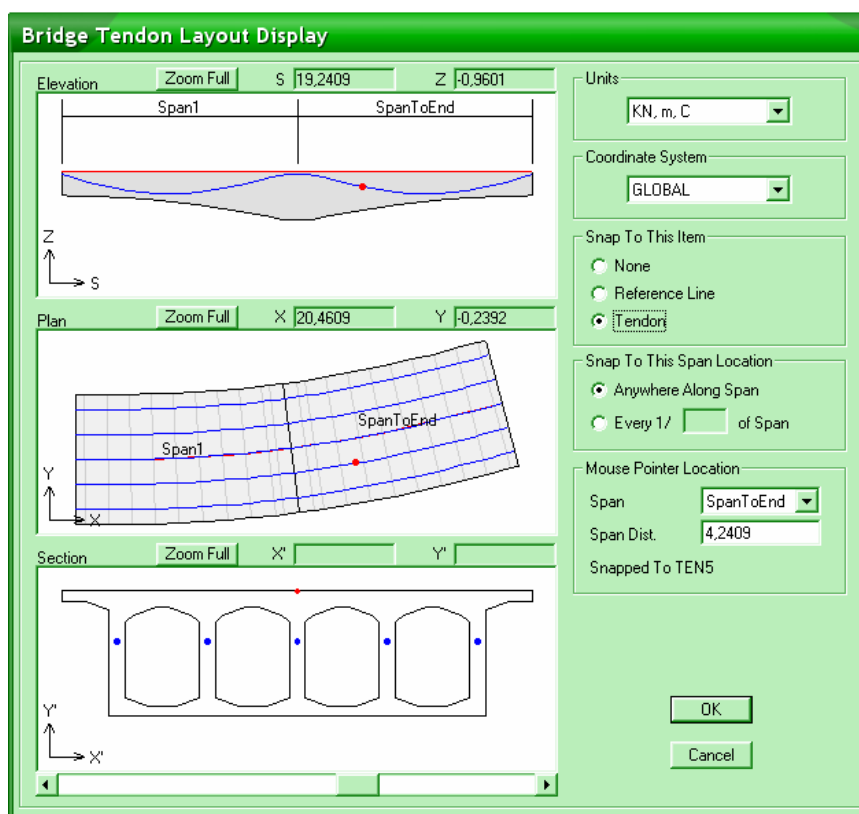 Bridge Tendon Layout Display
Elevation Zoom Full S 19,2409 Z -0,9601
Span1 SpanToEnd
Z
S
Plan Zoom Full X 20,4609 Y -0,2392
SpanToEnd
Span1
Y
X
Section Zoom Full X' Y'
Y'
X'
Units
KN, m, C
Coordinate System
GLOBAL
Snap To This Item
None
Reference Line
Tendon
Snap To This Span Location
Anywhere Along Span
Every 1/ of Span
Mouse Pointer Location
Span SpanToEnd
Span Dist. 4,2409
Snapped To TEN5
OK
Cancel